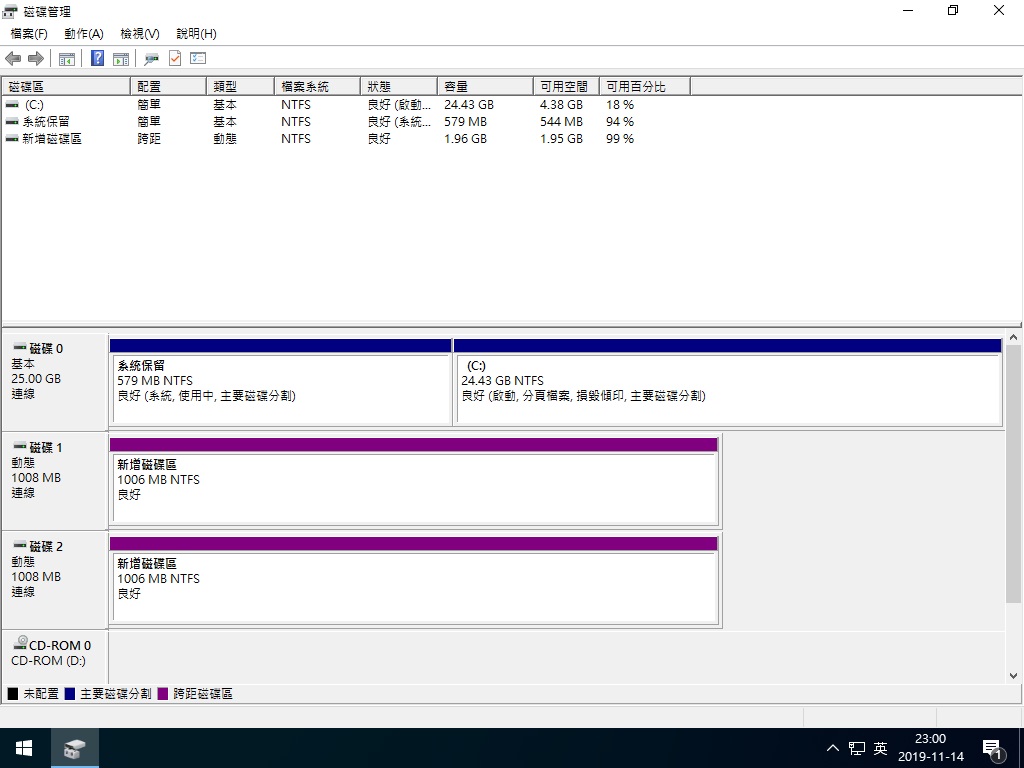 磁碟管理
檔案(F) 動作(A) 檢視(V) 說明(H)
磁碟區 配置 類型 檔案系統 狀態 容量 可用空間 可用百分比
(C:) 簡單 基本 NTFS 良好 (啟動... 24.43 GB 4.38 GB 18 %
系統保留 簡單 基本 NTFS 良好 (系統... 579 MB 544 MB 94 %
新增磁碟區 跨距 動態 NTFS 良好 1.96 GB 1.95 GB 99 %
磁碟 0
基本
25.00 GB
連線
系統保留
579 MB NTFS
良好 (系統, 使用中, 主要磁碟分割)
(C:)
24.43 GB NTFS
良好 (啟動, 分頁檔案, 損毀傾印, 主要磁碟分割)
磁碟 1
動態
1008 MB
連線
新增磁碟區
1006 MB NTFS
良好
磁碟 2
動態
1008 MB
連線
新增磁碟區
1006 MB NTFS
良好
CD-ROM 0
CD-ROM (D:)
未配置 主要磁碟分割 跨距磁碟區
英
23:00
2019-11-14
1